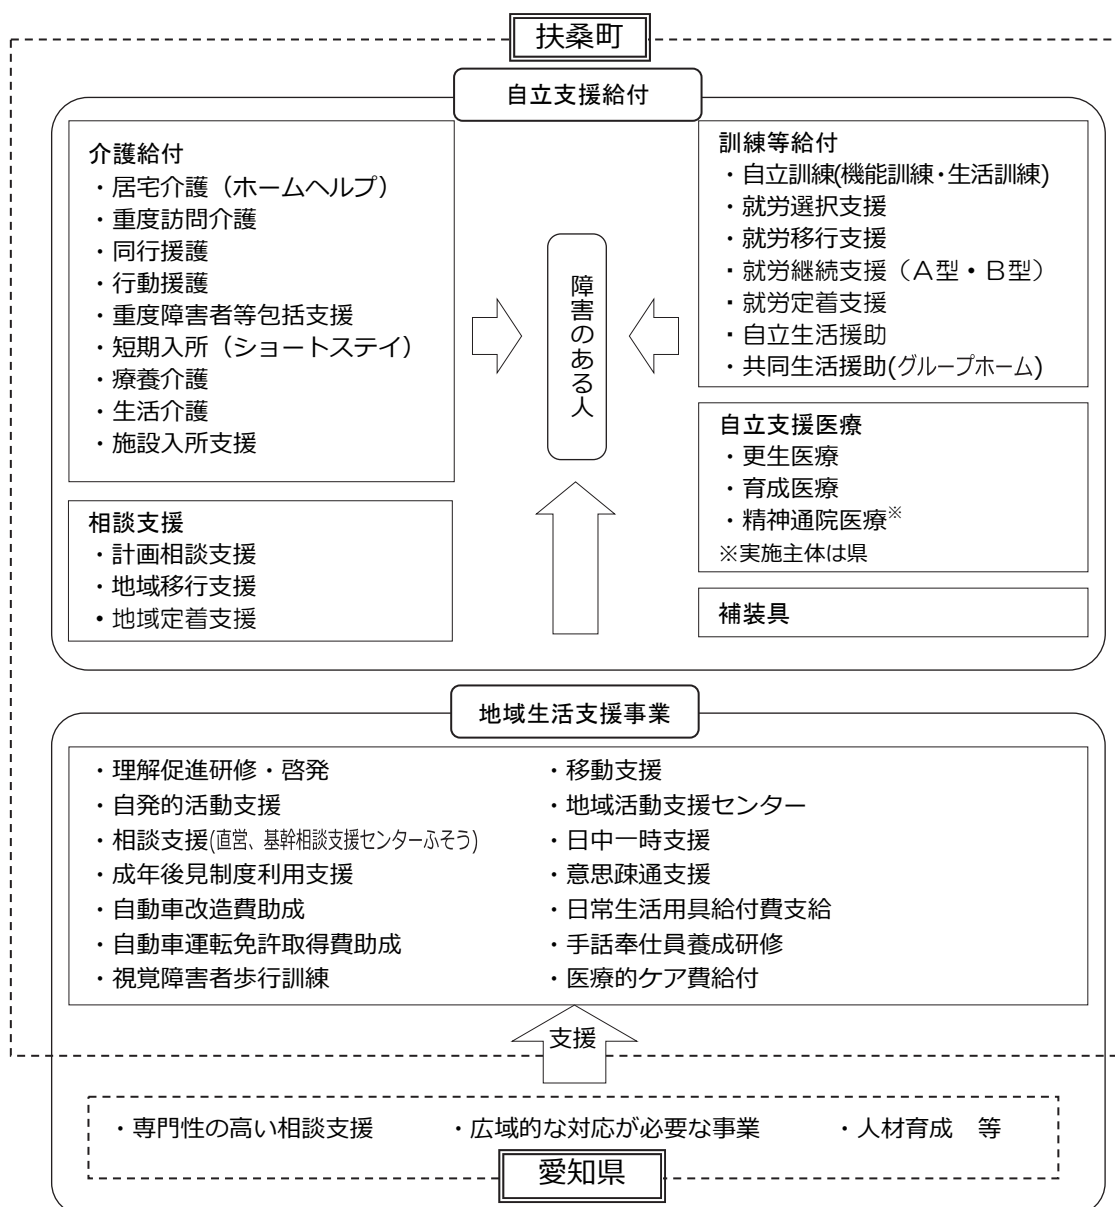 扶桑町
自立支援給付
介護給付
・居宅介護（ホームヘルプ）
・重度訪問介護
・同行援護
・行動援護
・重度障害者等包括支援
・短期入所（ショートステイ）
・療養介護
・生活介護
・施設入所支援
相談支援
・計画相談支援
・地域移行支援
・地域定着支援
障害のある人
訓練等給付
・自立訓練(機能訓練・生活訓練)
・就労選択支援
・就労移行支援
・就労継続支援（Ａ型・Ｂ型）
・就労定着支援
・自立生活援助
・共同生活援助(グループホーム)
自立支援医療
・更生医療
・育成医療
・精神通院医療※
※実施主体は県
補装具
地域生活支援事業
・理解促進研修・啓発
・自発的活動支援
・相談支援(直営、基幹相談支援センターふそう)
・成年後見制度利用支援
・自動車改造費助成
・自動車運転免許取得費助成
・視覚障害者歩行訓練
・移動支援
・地域活動支援センター
・日中一時支援
・意思疎通支援
・日常生活用具給付費支給
・手話奉仕員養成研修
・医療的ケア費給付
支援
・専門性の高い相談支援　・広域的な対応が必要な事業　・人材育成　等
愛知県